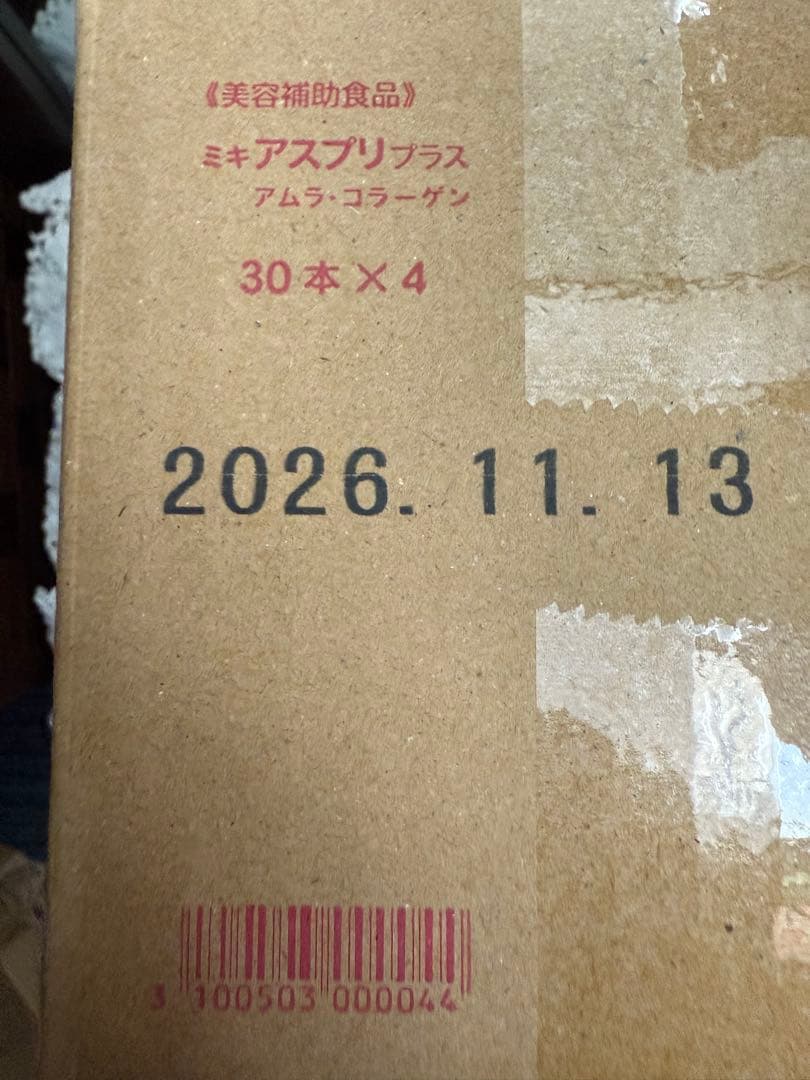 《美容補助食品》
ミキアスプリプラス
アムラ・コラーゲン
30本×4
2026. 11. 13
3 100503 000044